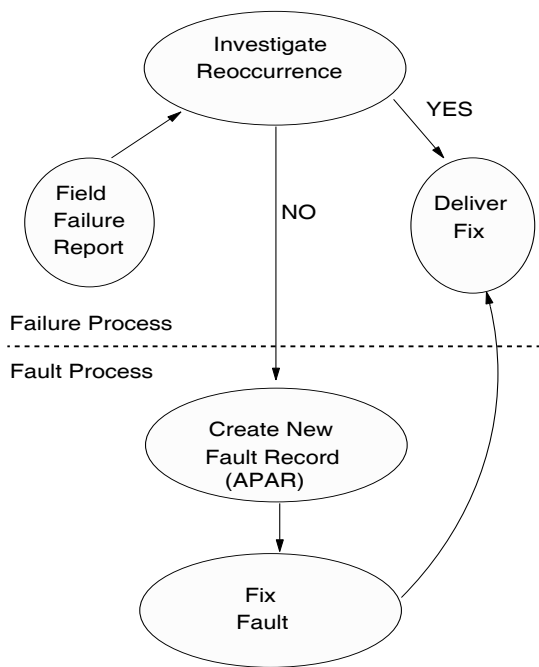 Investigate
Reoccurrence
YES
Field
Failure
Report
NO
Deliver
Fix
Failure Process
Fault Process
Create New
Fault Record
(APAR)
Fix
Fault